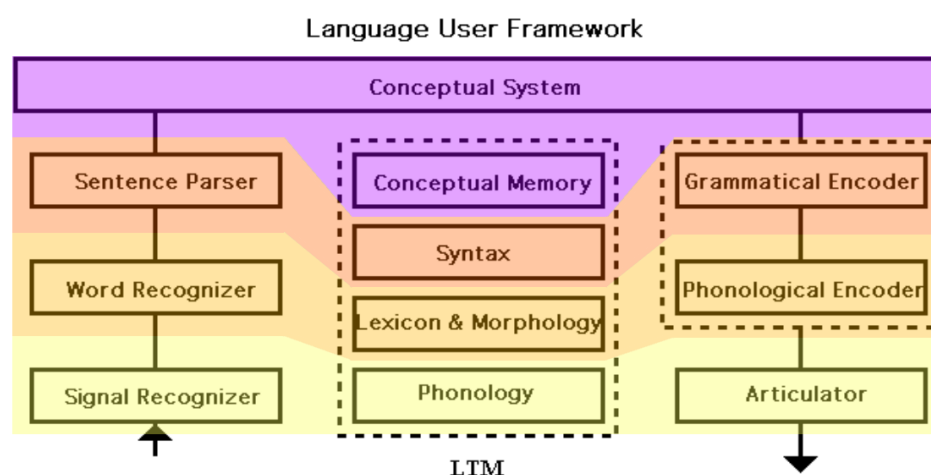 Language User Framework
Conceptual System
Sentence Parser
Conceptual Memory
Grammatical Encoder
Syntax
Word Recognizer
Phonological Encoder
Lexicon & Morphology
Signal Recognizer
Phonology
Articulator
LTM